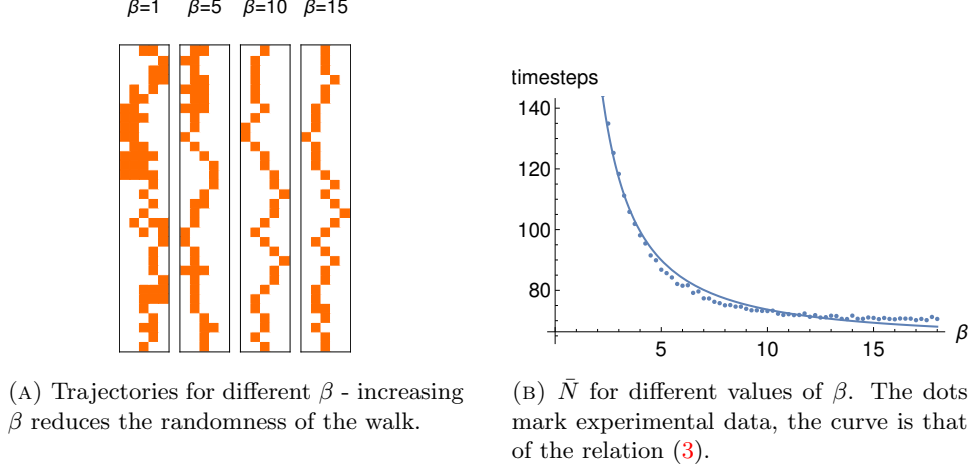 β=1 β=5 β=10 β=15
timesteps
140
120
100
80
5 10 15 β
(A) Trajectories for different β - increasing
β reduces the randomness of the walk.
(B) N̄ for different values of β. The dots
mark experimental data, the curve is that
of the relation (3).